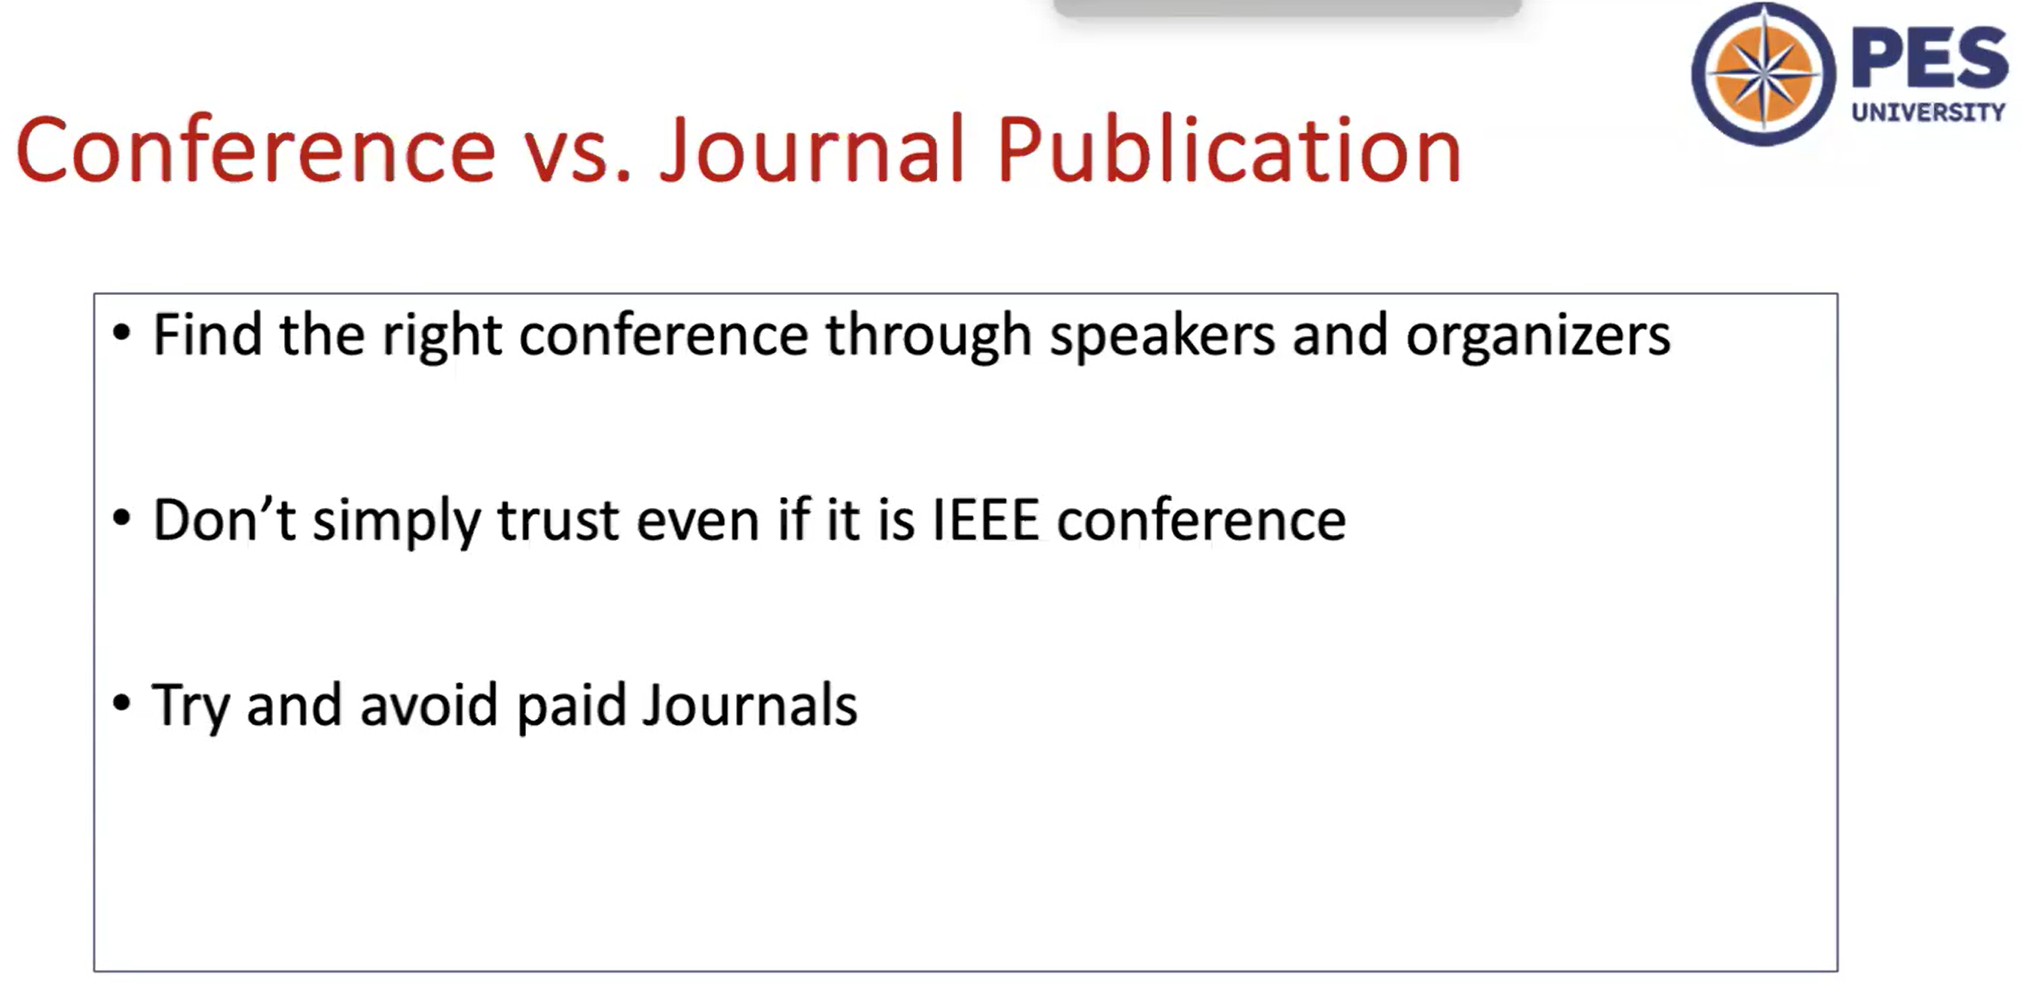 PES
UNIVERSITY
Conference vs. Journal Publication
• Find the right conference through speakers and organizers
• Don’t simply trust even if it is IEEE conference
• Try and avoid paid Journals